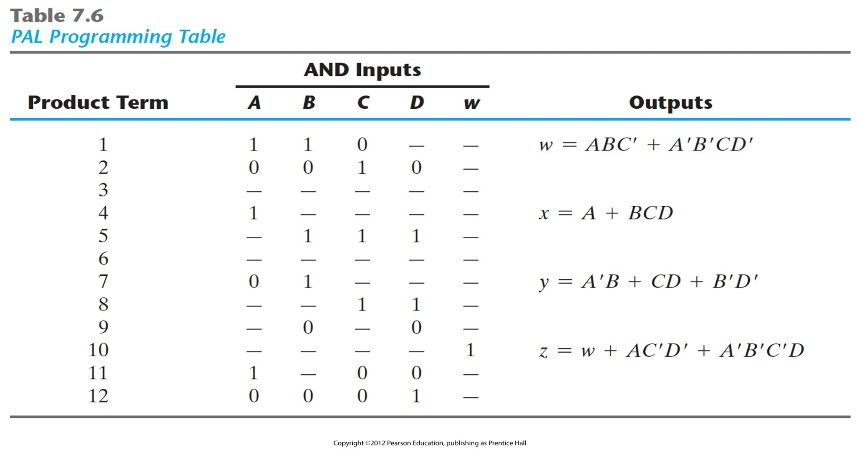 Table 7.6
PAL Programming Table
AND Inputs
Product Term A B C D w Outputs
1 1 1 0 — — w = ABC' + A'B'CD'
2 0 0 1 0 —
3 — — — — —
4 1 — — — — x = A + BCD
5 — 1 1 1 —
6 — — — — —
7 0 1 — — — y = A'B + CD + B'D'
8 — — 1 1 —
9 — 0 — 0 —
10 — — — — 1 z = w + AC'D' + A'B'C'D
11 1 — 0 0 —
12 0 0 0 1 —
Copyright ©2012 Pearson Education, publishing as Prentice Hall